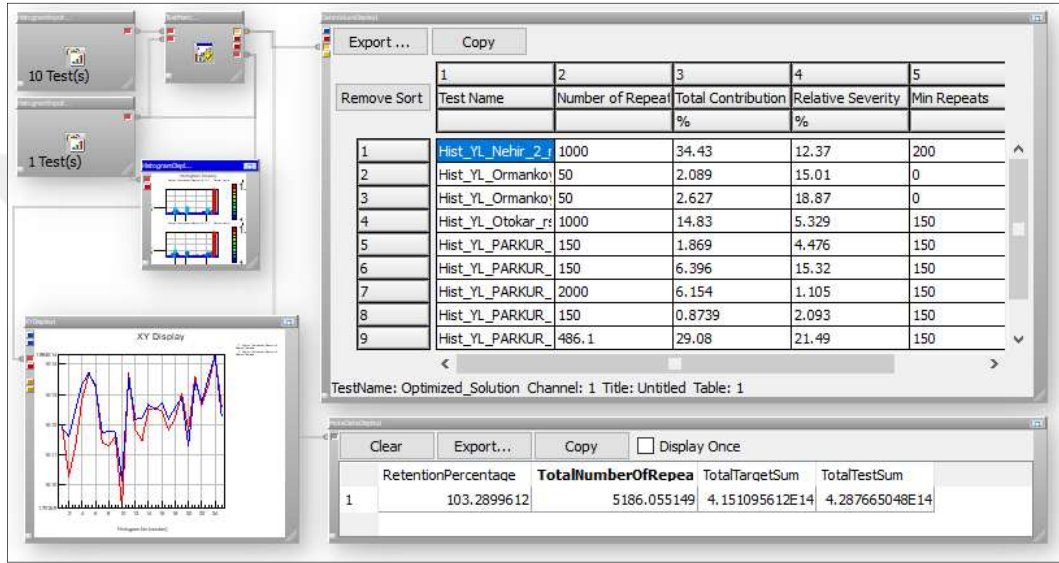 Export ...
Copy
10 Test(s)
1 Test(s)
1 2 3 4 5
Remove Sort Test Name Number of Repeat Total Contribution Relative Severity Min Repeats
% %
1 Hist_YL_Nehir_2_r 1000 34.43 12.37 200
2 Hist_YL_Ormankoy 50 2.089 15.01 0
3 Hist_YL_Ormankoy 50 2.627 18.87 0
4 Hist_YL_Otokar_rs 1000 14.83 5.329 150
5 Hist_YL_PARKUR_ 150 1.869 4.476 150
6 Hist_YL_PARKUR_ 150 6.396 15.32 150
7 Hist_YL_PARKUR_ 2000 6.154 1.105 150
8 Hist_YL_PARKUR_ 150 0.8739 2.093 150
9 Hist_YL_PARKUR_ 486.1 29.08 21.49 150
TestName: Optimized_Solution Channel: 1 Title: Untitled Table: 1
XY Display
Clear Export... Copy Display Once
RetentionPercentage TotalNumberOfRepea TotalTargetSum TotalTestSum
1 103.2899612 5186.055149 4.151095612E14 4.287665048E14